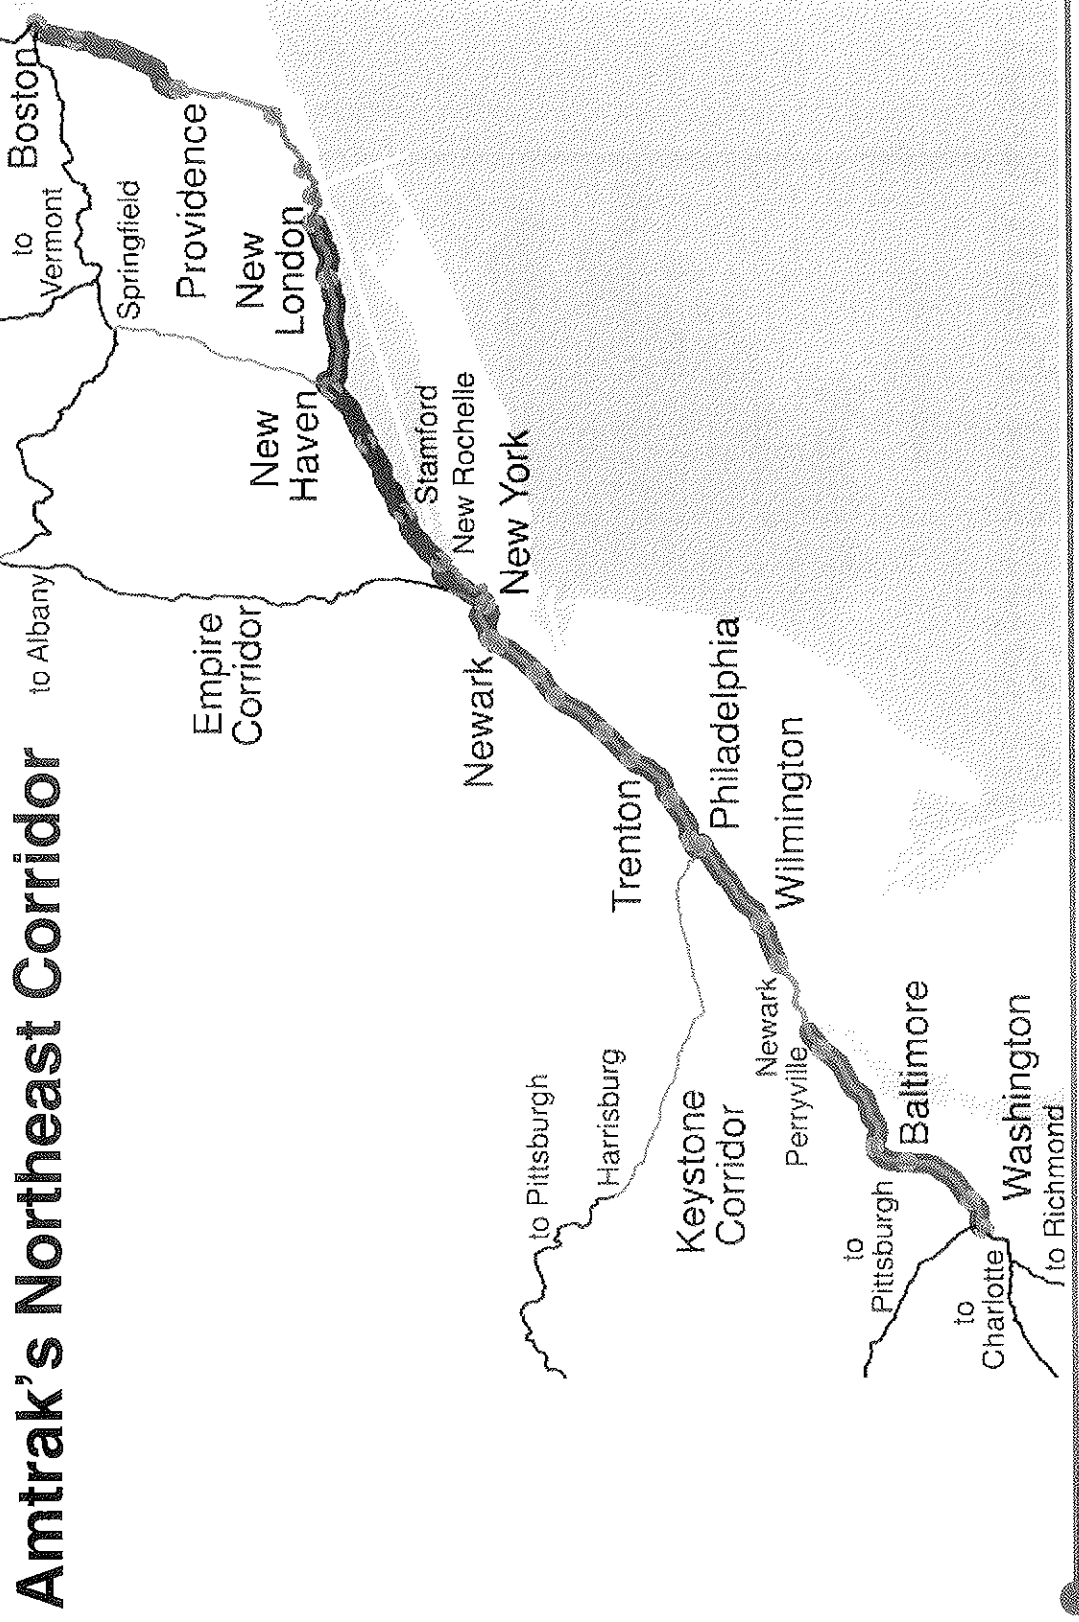 Amtrak's Northeast Corridor
to Albany
to
Vermont
Boston
Springfield
Providence
Empire
Corridor
New
London
New
Haven
Stamford
New Rochelle
New York
Newark
to Pittsburgh
Harrisburg
Trenton
Philadelphia
Keystone
Corridor
Wilmington
Newark
Perryville
to
Pittsburgh
Baltimore
to
Charlotte
Washington
to Richmond